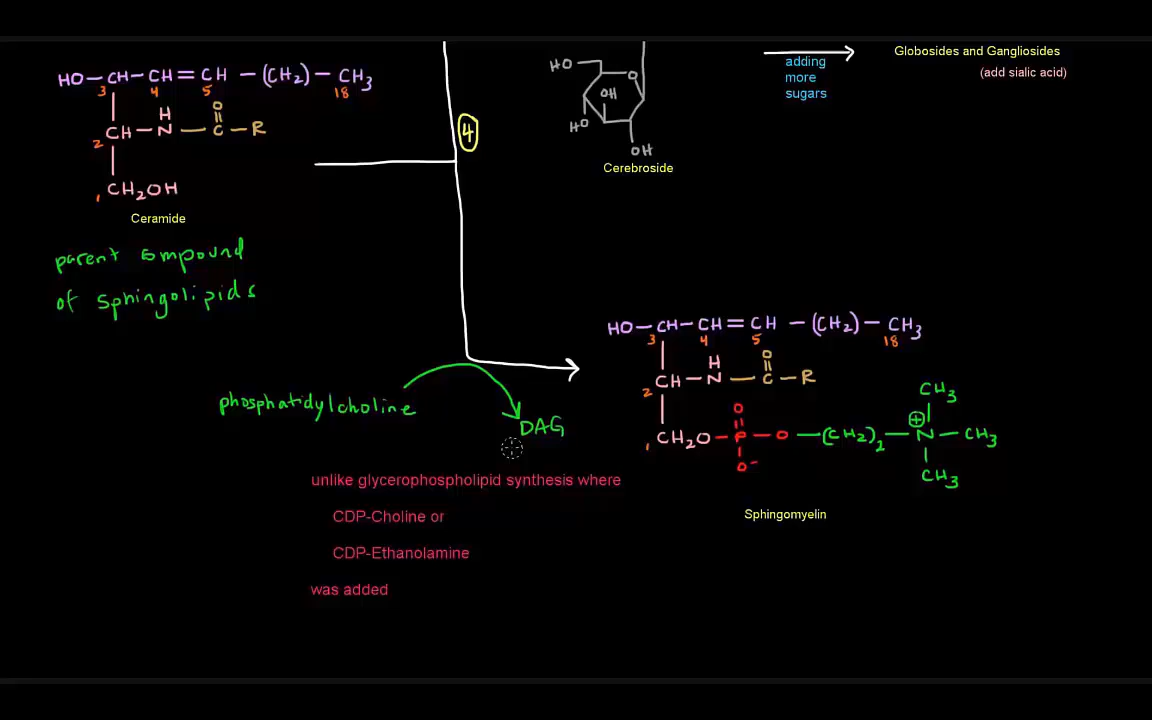 HO-CH-CH=CH-(CH₂)-CH₃
3 4 5 18
H O
2 CH-N-C-R
1 CH₂OH
Ceramide
parent compound
of sphingolipids
4
HO O
OH
HO
OH
Cerebroside
adding
more
sugars
Globosides and Gangliosides
(add sialic acid)
phosphatidylcholine
DAG
unlike glycerophospholipid synthesis where
CDP-Choline or
CDP-Ethanolamine
was added
HO-CH-CH=CH-(CH₂)-CH₃
3 4 5 18
H O
2 CH-N-C-R
O CH₃
1 CH₂O-P-O-(CH₂)₂-N-CH₃
⊕
O⁻ CH₃
Sphingomyelin